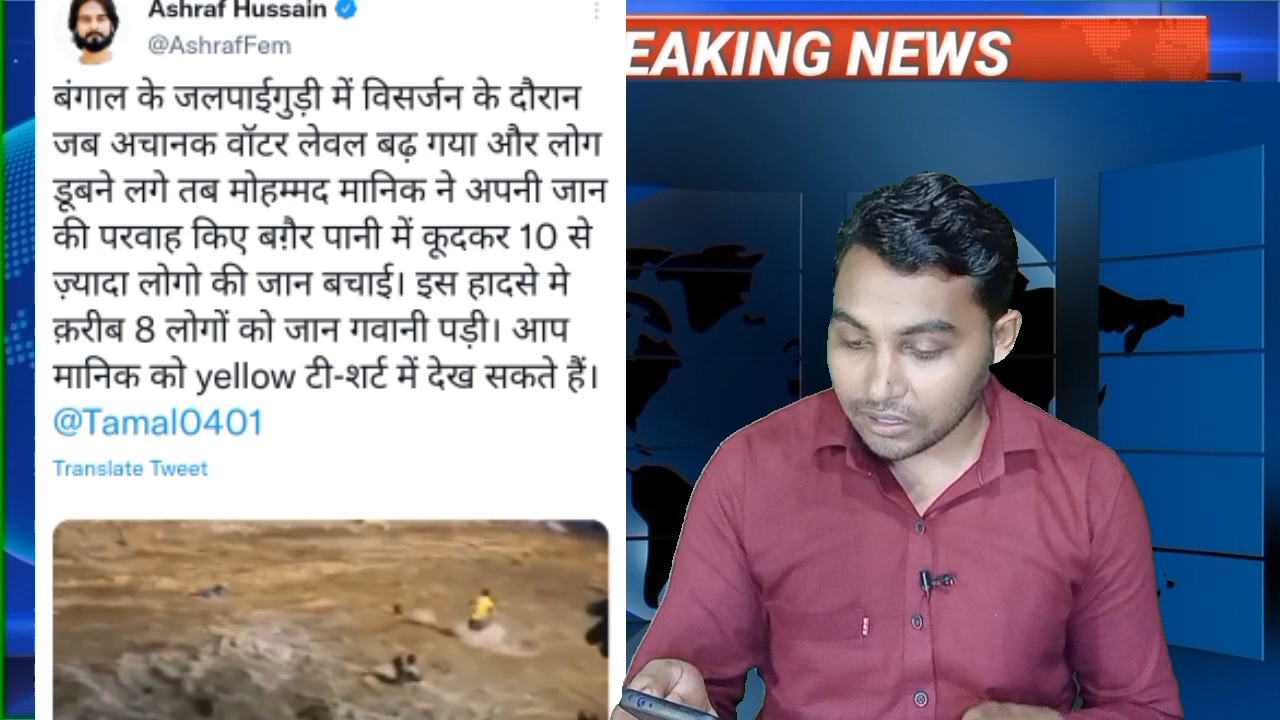 Ashraf Hussain
@AshrafFem
EAKING NEWS
बंगाल के जलपाईगुड़ी में विसर्जन के दौरान
जब अचानक वॉटर लेवल बढ़ गया और लोग
डूबने लगे तब मोहम्मद मानिक ने अपनी जान
की परवाह किए बग़ैर पानी में कूदकर 10 से
ज़्यादा लोगो की जान बचाई। इस हादसे मे
क़रीब 8 लोगों को जान गवानी पड़ी। आप
मानिक को yellow टी-शर्ट में देख सकते हैं।
@Tamal0401
Translate Tweet